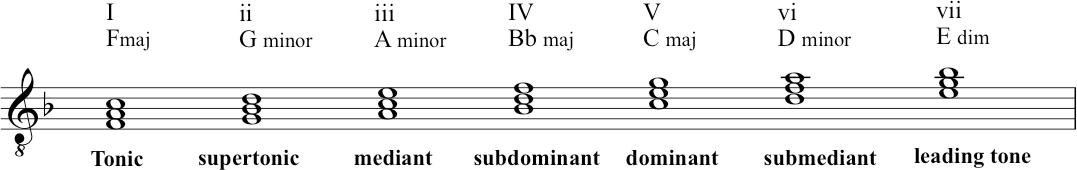 I ii iii IV V vi vii
Fmaj G minor A minor Bb maj C maj D minor E dim
8
Tonic supertonic mediant subdominant dominant submediant leading tone